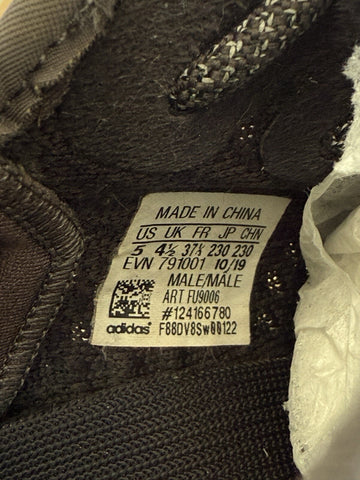 MADE IN CHINA
US UK FR JP CHN
5 4½ 37⅓ 230 230
EVN 791001 10/19
MALE/MALE
ART FU9006
#124166780
adidas® F88DV8Sw00122